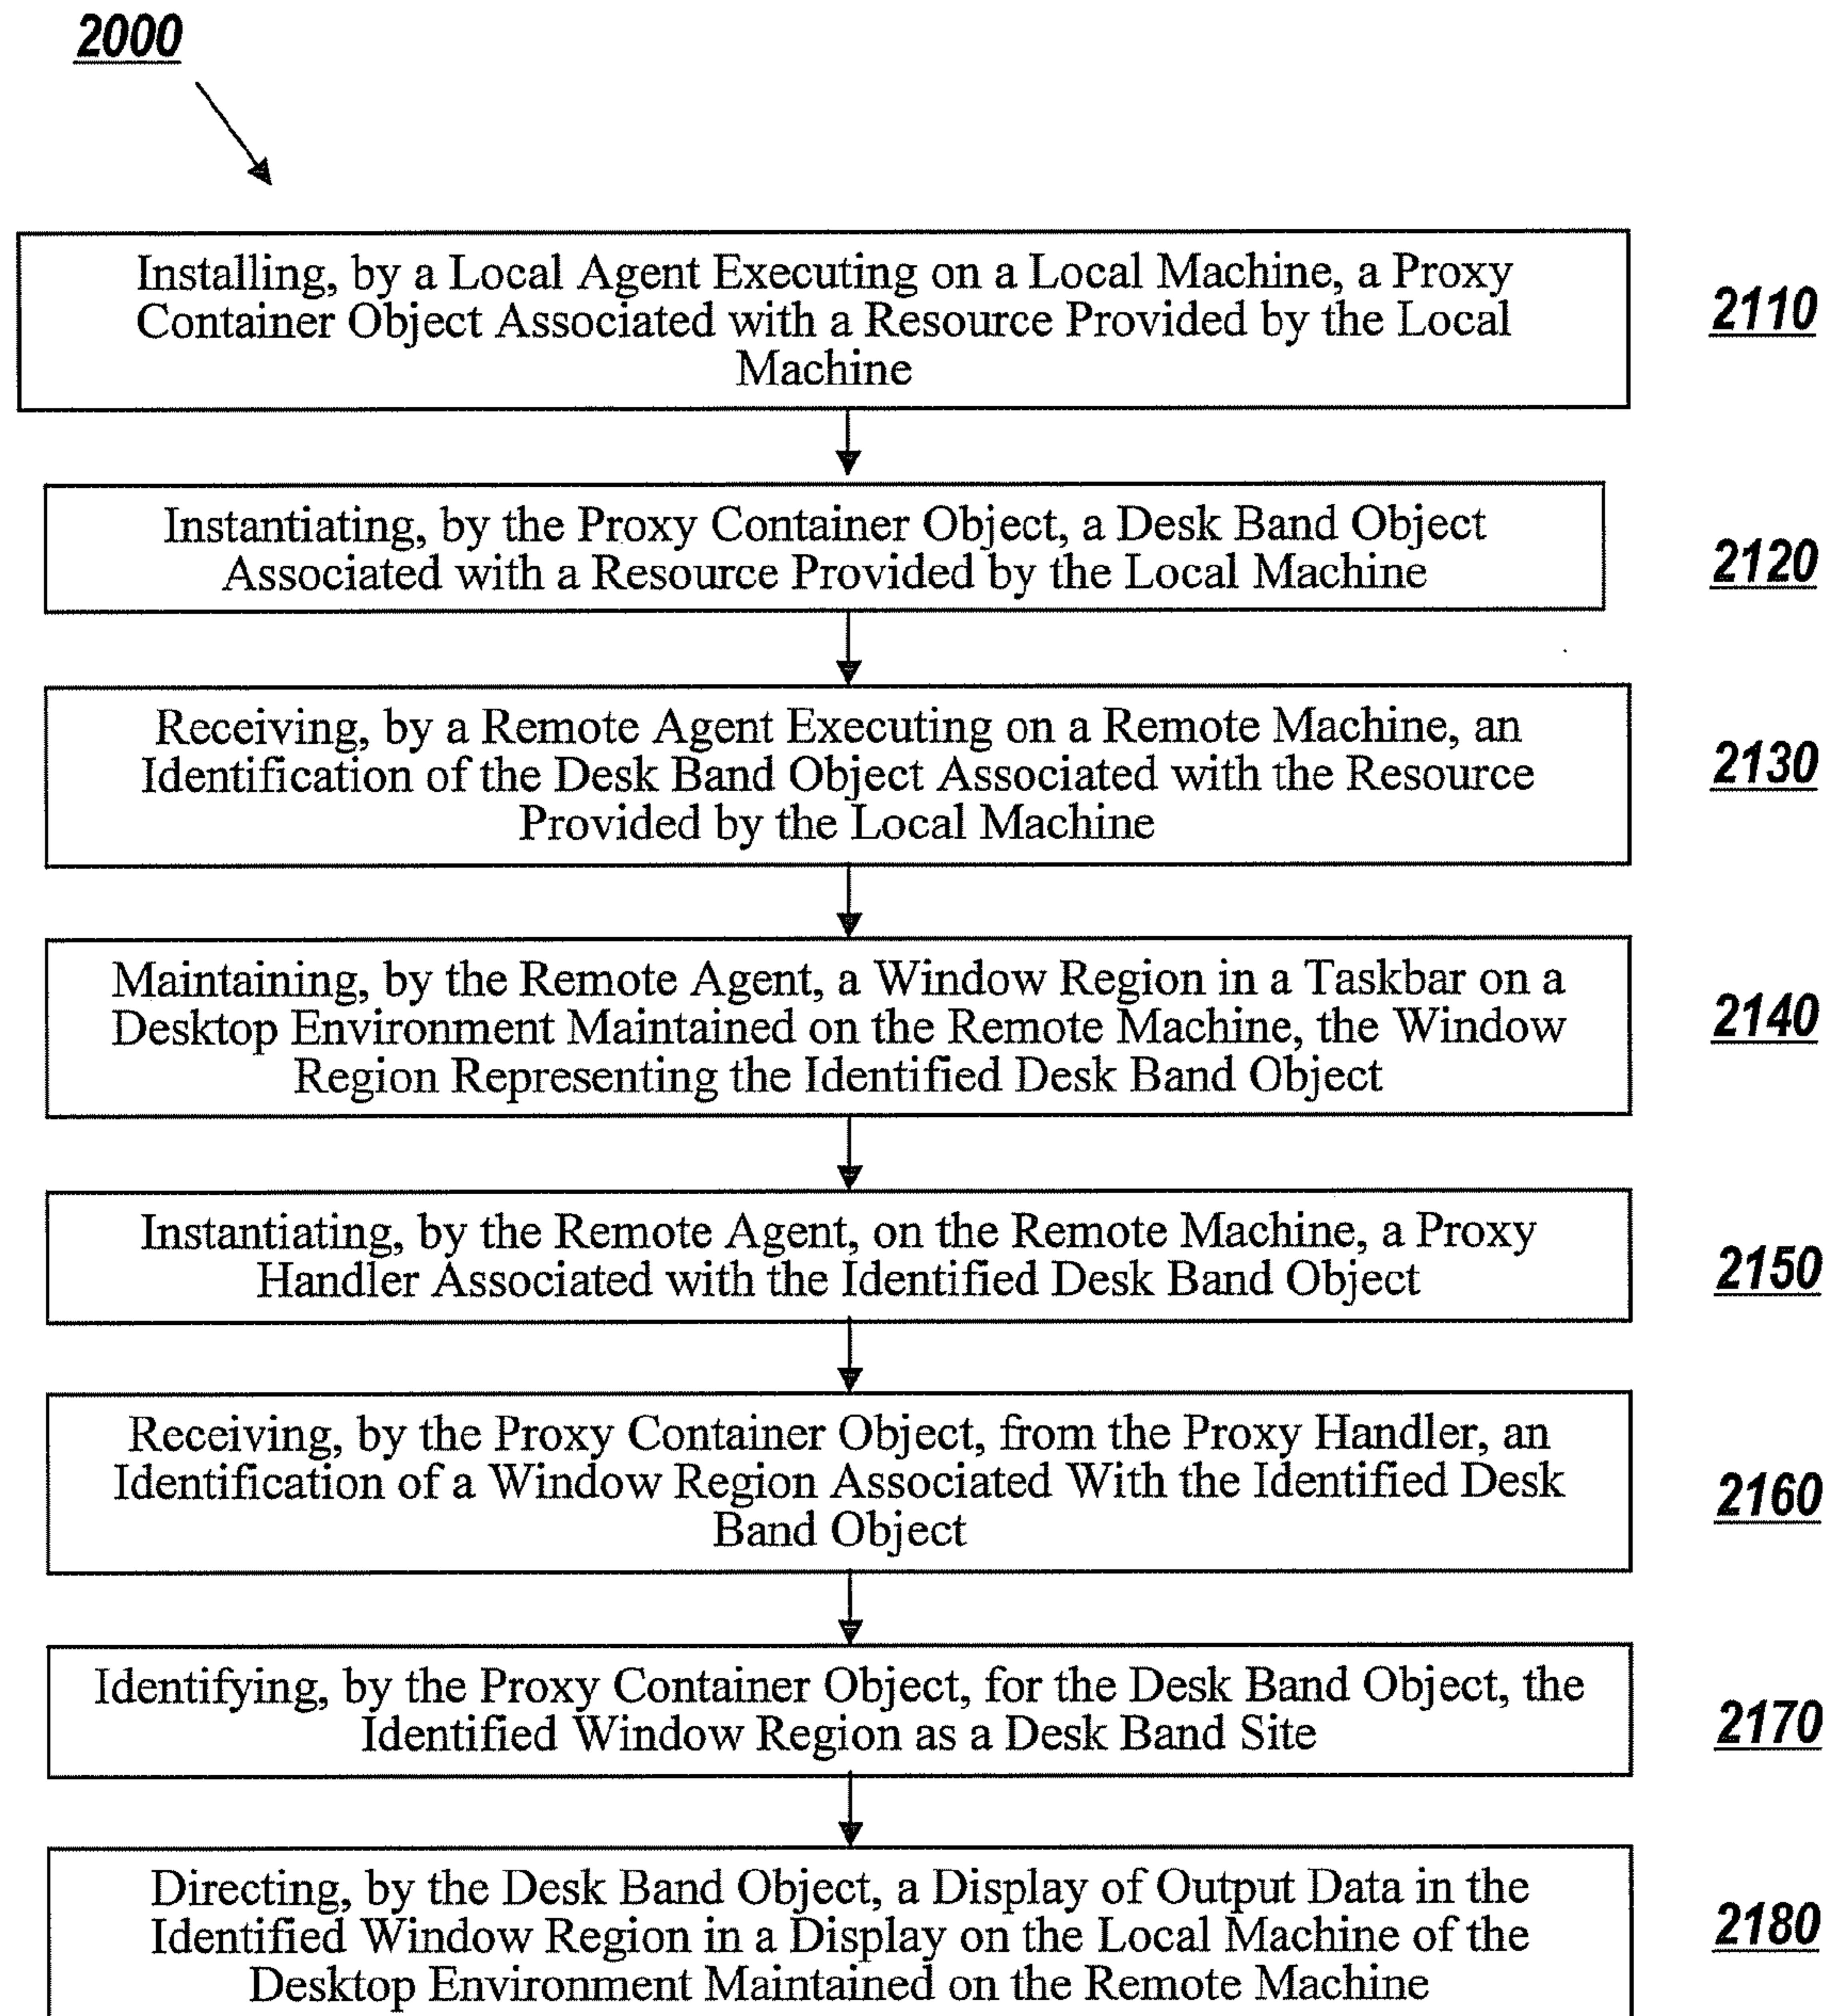 2000
Installing, by a Local Agent Executing on a Local Machine, a Proxy
Container Object Associated with a Resource Provided by the Local
Machine
2110
Instantiating, by the Proxy Container Object, a Desk Band Object
Associated with a Resource Provided by the Local Machine
2120
Receiving, by a Remote Agent Executing on a Remote Machine, an
Identification of the Desk Band Object Associated with the Resource
Provided by the Local Machine
2130
Maintaining, by the Remote Agent, a Window Region in a Taskbar on a
Desktop Environment Maintained on the Remote Machine, the Window
Region Representing the Identified Desk Band Object
2140
Instantiating, by the Remote Agent, on the Remote Machine, a Proxy
Handler Associated with the Identified Desk Band Object
2150
Receiving, by the Proxy Container Object, from the Proxy Handler, an
Identification of a Window Region Associated With the Identified Desk
Band Object
2160
Identifying, by the Proxy Container Object, for the Desk Band Object, the
Identified Window Region as a Desk Band Site
2170
Directing, by the Desk Band Object, a Display of Output Data in the
Identified Window Region in a Display on the Local Machine of the
Desktop Environment Maintained on the Remote Machine
2180